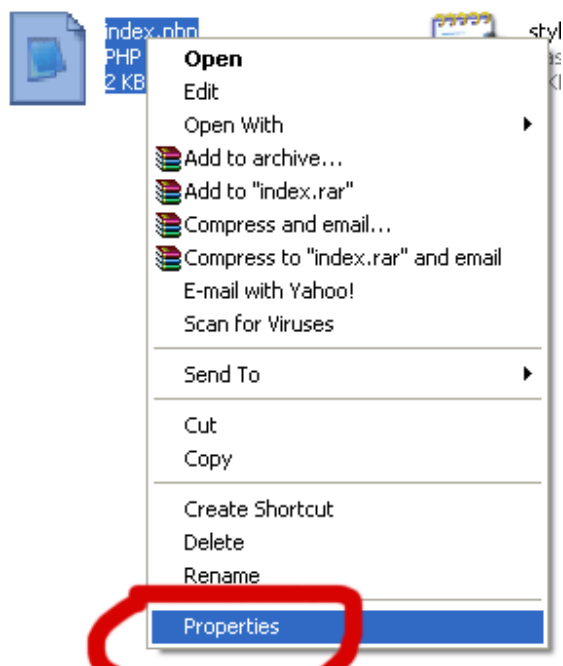 index.php
PHP
2 KB
styl
Open
Edit
Open With
Add to archive...
Add to "index.rar"
Compress and email...
Compress to "index.rar" and email
E-mail with Yahoo!
Scan for Viruses
Send To
Cut
Copy
Create Shortcut
Delete
Rename
Properties